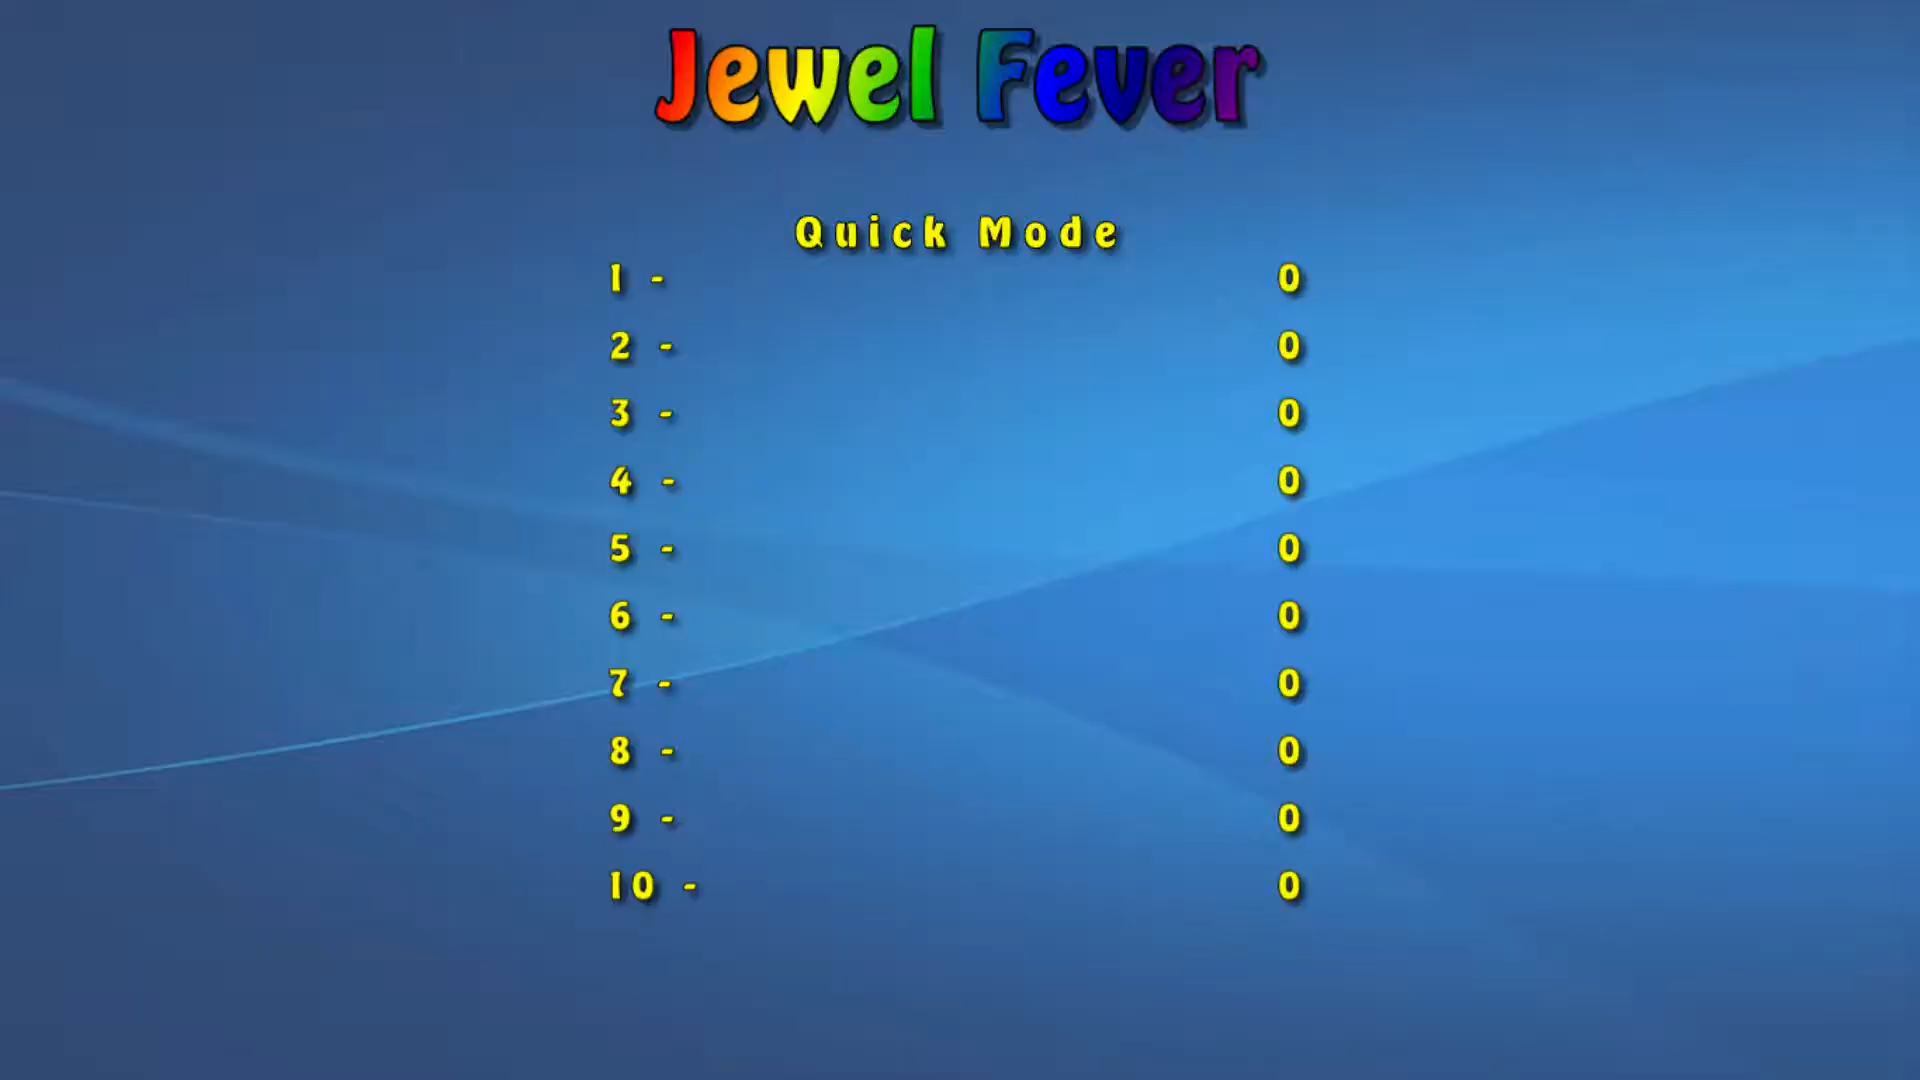 Jewel Fever
Quick Mode
1 - 0
2 - 0
3 - 0
4 - 0
5 - 0
6 - 0
7 - 0
8 - 0
9 - 0
10 - 0